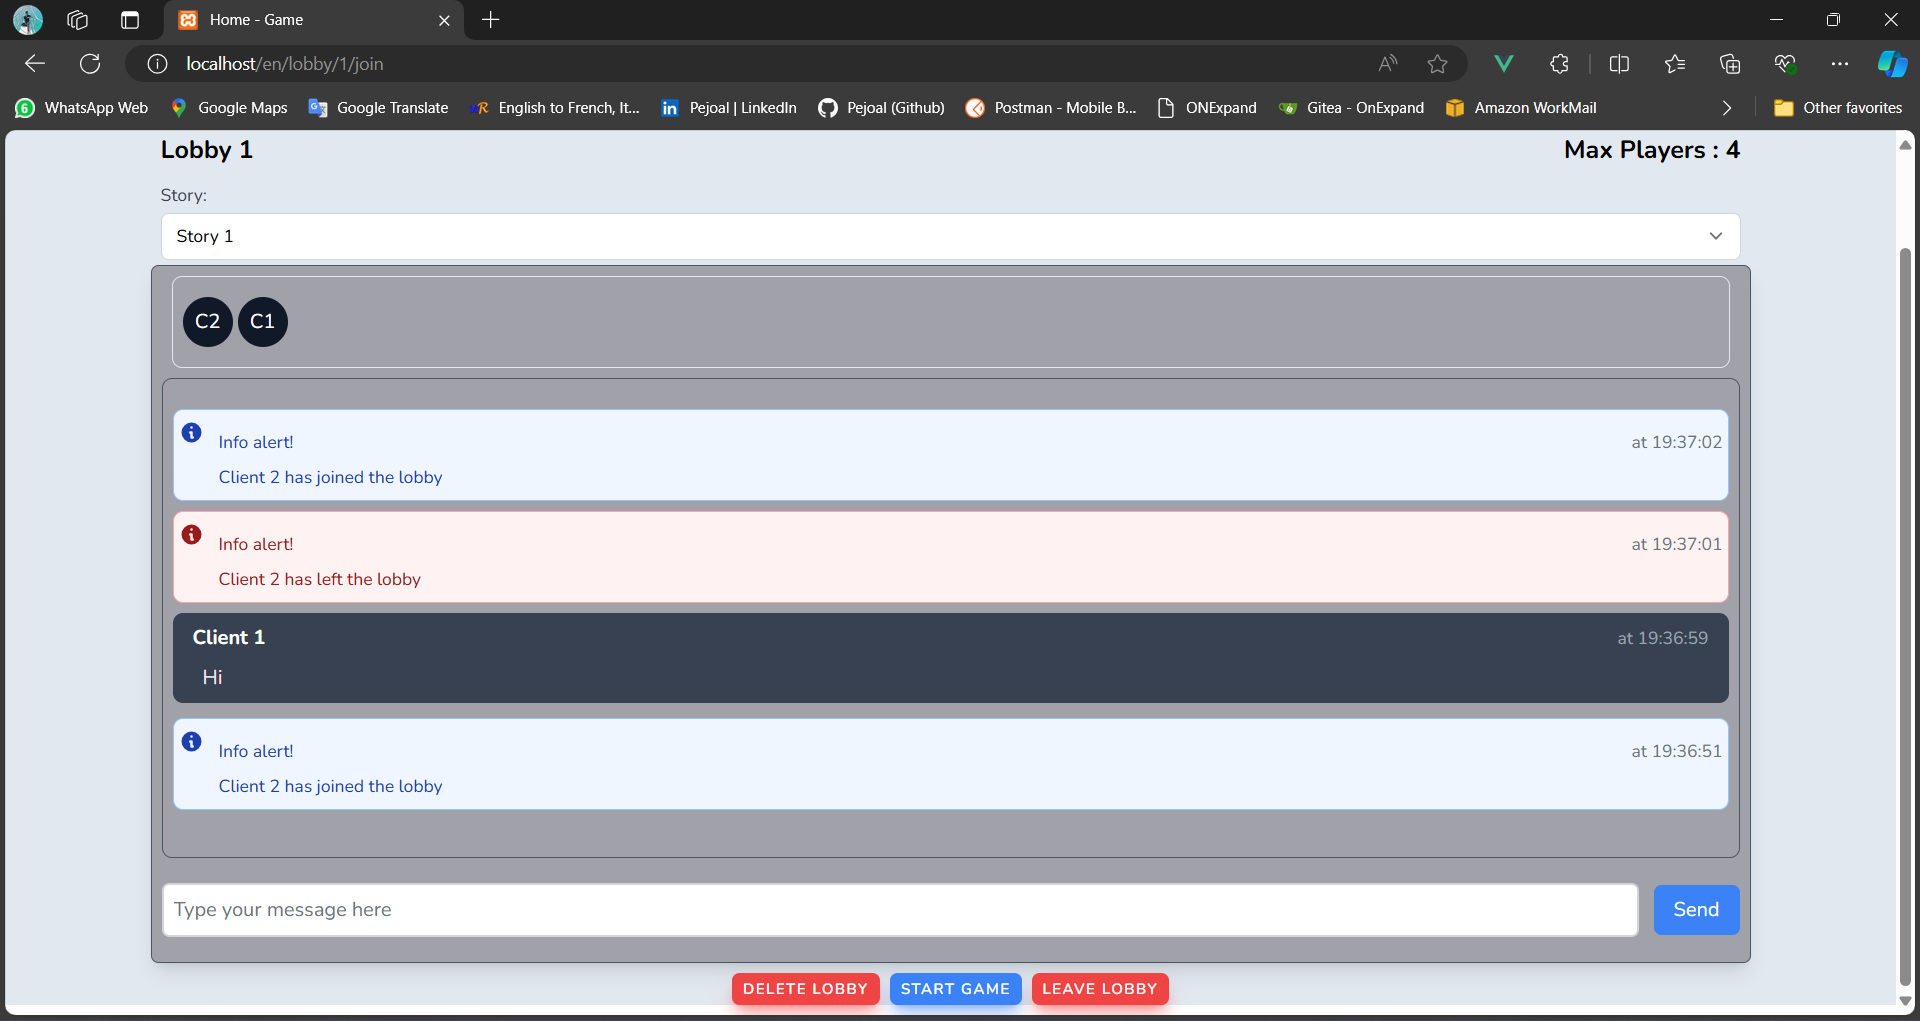 Home - Game
localhost/en/lobby/1/join
WhatsApp Web
Google Maps
Google Translate
English to French, It...
Pejoal | LinkedIn
Pejoal (Github)
Postman - Mobile B...
ONExpand
Gitea - OnExpand
Amazon WorkMail
Other favorites
Lobby 1
Max Players : 4
Story:
Story 1
C2 C1
Info alert!
at 19:37:02
Client 2 has joined the lobby
Info alert!
at 19:37:01
Client 2 has left the lobby
Client 1
at 19:36:59
Hi
Info alert!
at 19:36:51
Client 2 has joined the lobby
Type your message here
Send
DELETE LOBBY
START GAME
LEAVE LOBBY